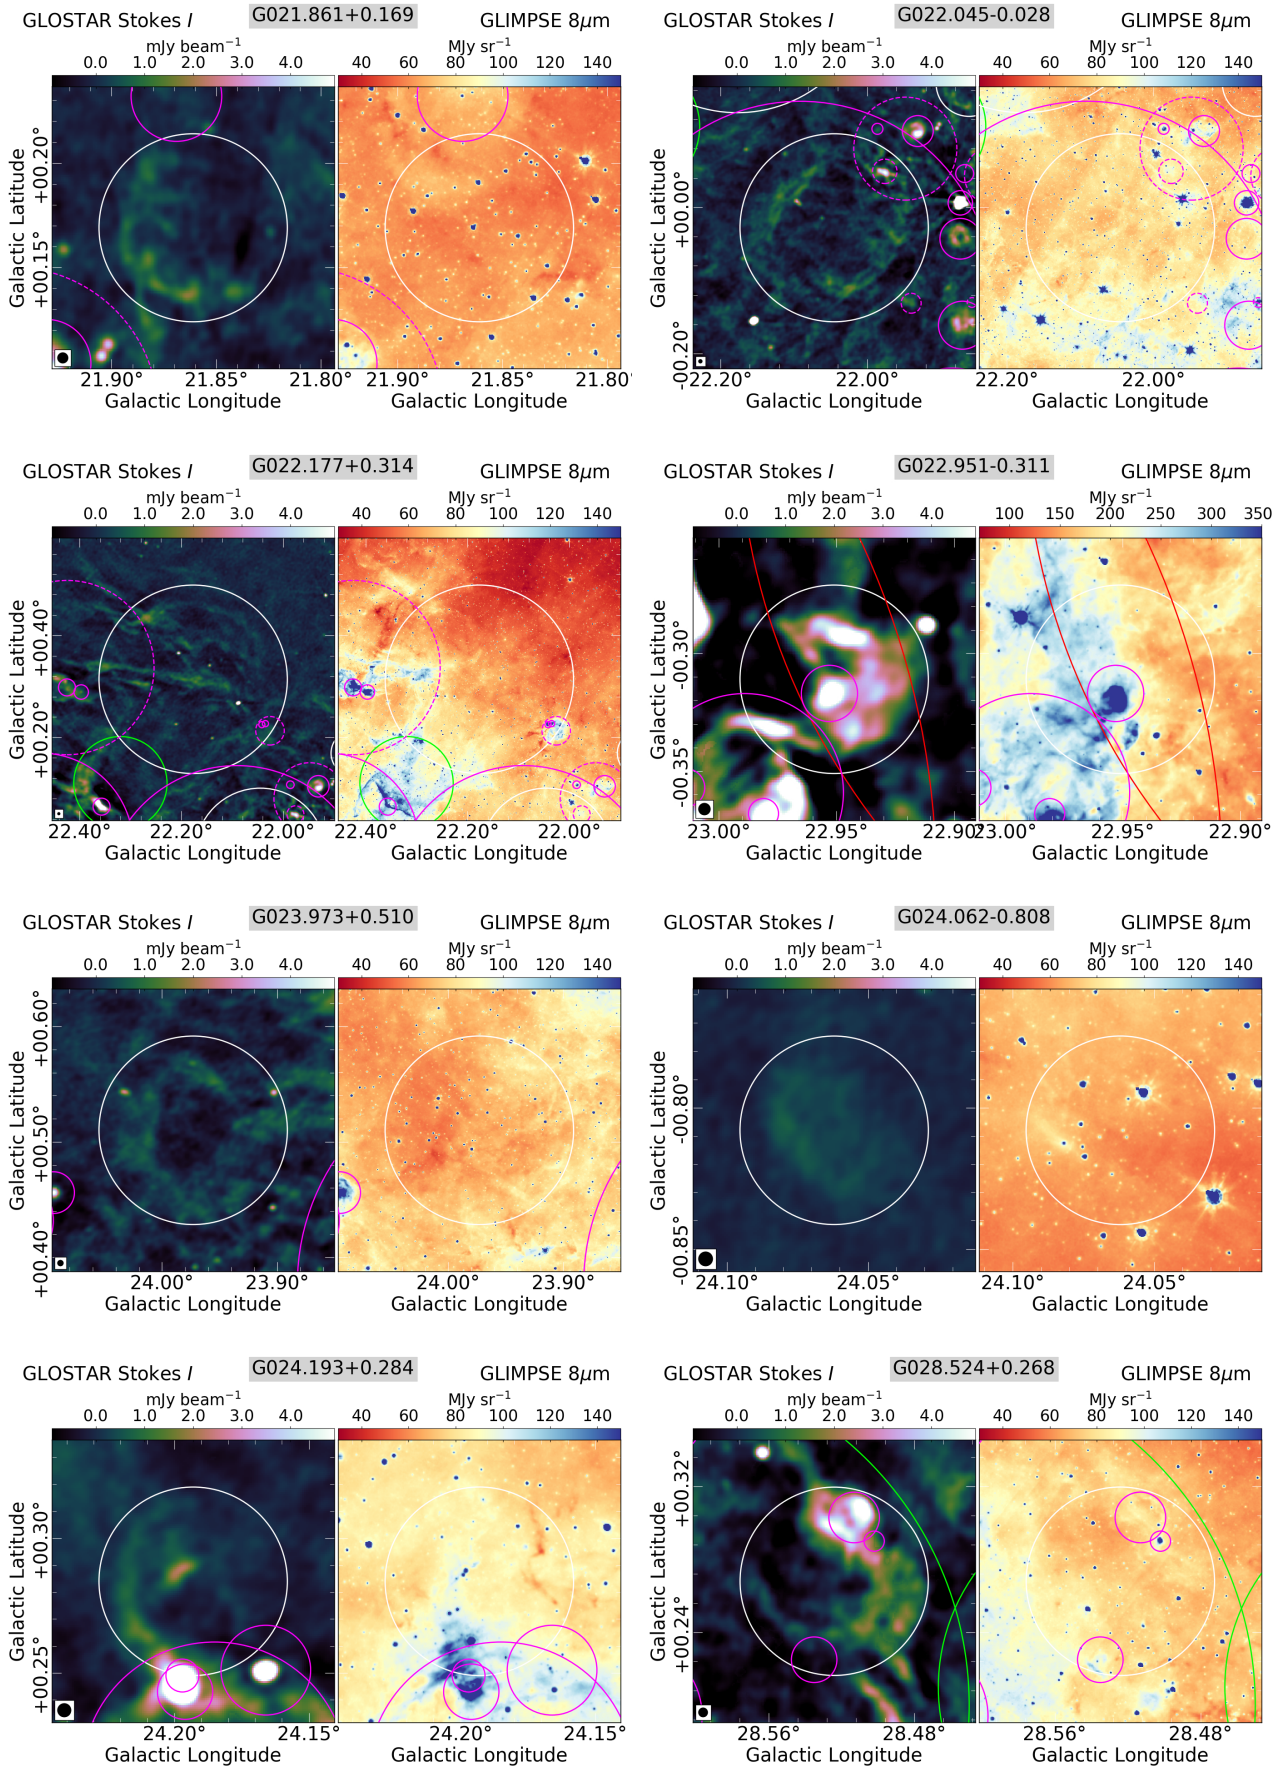 GLOSTAR Stokes I G021.861+0.169 GLIMPSE 8μm
mJy beam⁻¹ MJy sr⁻¹
0.0 1.0 2.0 3.0 4.0 40 60 80 100 120 140
Galactic Latitude
+00.20°
+00.15°
21.90° 21.85° 21.80° 21.90° 21.85° 21.80°
Galactic Longitude Galactic Longitude
GLOSTAR Stokes I G022.045-0.028 GLIMPSE 8μm
mJy beam⁻¹ MJy sr⁻¹
0.0 1.0 2.0 3.0 4.0 40 60 80 100 120 140
Galactic Latitude
+00.00°
-00.20°
22.20° 22.00° 22.20° 22.00°
Galactic Longitude Galactic Longitude
GLOSTAR Stokes I G022.177+0.314 GLIMPSE 8μm
mJy beam⁻¹ MJy sr⁻¹
0.0 1.0 2.0 3.0 4.0 40 60 80 100 120 140
Galactic Latitude
+00.40°
+00.20°
22.40° 22.20° 22.00° 22.40° 22.20° 22.00°
Galactic Longitude Galactic Longitude
GLOSTAR Stokes I G022.951-0.311 GLIMPSE 8μm
mJy beam⁻¹ MJy sr⁻¹
0.0 1.0 2.0 3.0 4.0 100 150 200 250 300 350
Galactic Latitude
-00.30°
-00.35°
23.00° 22.95° 22.90° 23.00° 22.95° 22.90°
Galactic Longitude Galactic Longitude
GLOSTAR Stokes I G023.973+0.510 GLIMPSE 8μm
mJy beam⁻¹ MJy sr⁻¹
0.0 1.0 2.0 3.0 4.0 40 60 80 100 120 140
Galactic Latitude
+00.60°
+00.50°
+00.40°
24.00° 23.90° 24.00° 23.90°
Galactic Longitude Galactic Longitude
GLOSTAR Stokes I G024.062-0.808 GLIMPSE 8μm
mJy beam⁻¹ MJy sr⁻¹
0.0 1.0 2.0 3.0 4.0 40 60 80 100 120 140
Galactic Latitude
-00.80°
-00.85°
24.10° 24.05° 24.10° 24.05°
Galactic Longitude Galactic Longitude
GLOSTAR Stokes I G024.193+0.284 GLIMPSE 8μm
mJy beam⁻¹ MJy sr⁻¹
0.0 1.0 2.0 3.0 4.0 40 60 80 100 120 140
Galactic Latitude
+00.30°
+00.25°
24.20° 24.15° 24.20° 24.15°
Galactic Longitude Galactic Longitude
GLOSTAR Stokes I G028.524+0.268 GLIMPSE 8μm
mJy beam⁻¹ MJy sr⁻¹
0.0 1.0 2.0 3.0 4.0 40 60 80 100 120 140
Galactic Latitude
+00.32°
+00.24°
28.56° 28.48° 28.56° 28.48°
Galactic Longitude Galactic Longitude